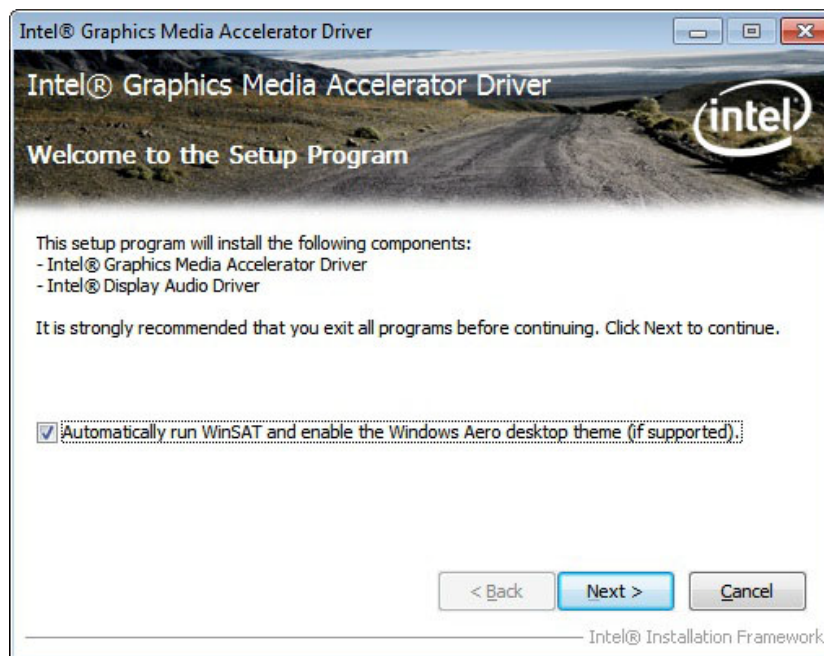 Intel® Graphics Media Accelerator Driver
Intel® Graphics Media Accelerator Driver
intel
Welcome to the Setup Program
This setup program will install the following components:
- Intel® Graphics Media Accelerator Driver
- Intel® Display Audio Driver
It is strongly recommended that you exit all programs before continuing. Click Next to continue.
Automatically run WinSAT and enable the Windows Aero desktop theme (if supported).
< Back Next > Cancel
Intel® Installation Framework